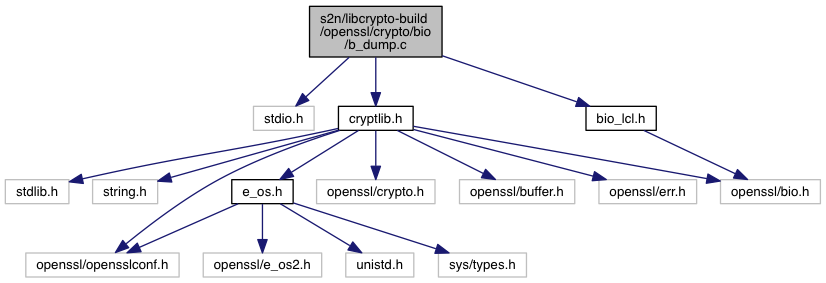 s2n/libcrypto-build
/openssl/crypto/bio
/b_dump.c
stdio.h
cryptlib.h
bio_lcl.h
stdlib.h
string.h
e_os.h
openssl/crypto.h
openssl/buffer.h
openssl/err.h
openssl/bio.h
openssl/opensslconf.h
openssl/e_os2.h
unistd.h
sys/types.h